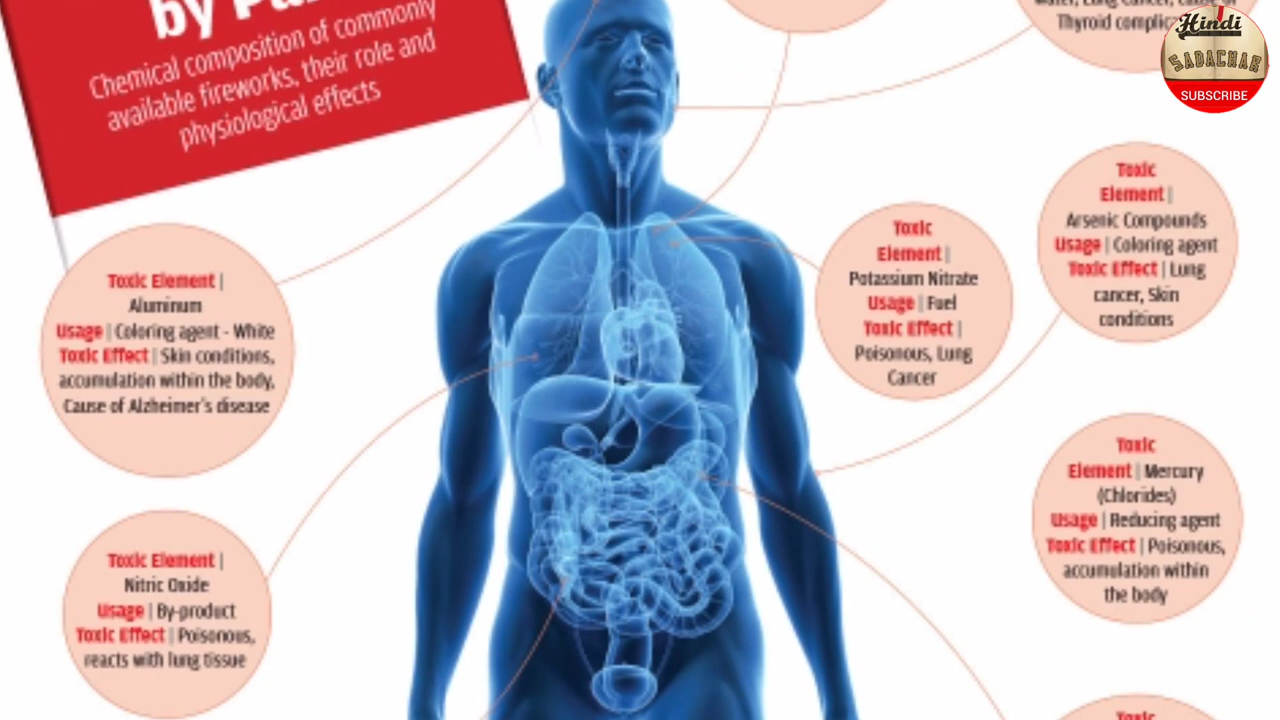 Chemical composition of commonly
available fireworks, their role and
physiological effects
Thyroid
Hindi
SADACHAR
SUBSCRIBE
Toxic Element |
Aluminum
Usage | Coloring agent - White
Toxic Effect | Skin conditions,
accumulation within the body,
Cause of Alzheimer's disease
Toxic Element |
Nitric Oxide
Usage | By-product
Toxic Effect | Poisonous,
reacts with lung tissue
Toxic
Element |
Potassium Nitrate
Usage | Fuel
Toxic Effect |
Poisonous, Lung
Cancer
Toxic
Element |
Arsenic Compounds
Usage | Coloring agent
Toxic Effect | Lung
cancer, Skin
conditions
Toxic
Element | Mercury
(Chlorides)
Usage | Reducing agent
Toxic Effect | Poisonous,
accumulation within
the body
Toxic